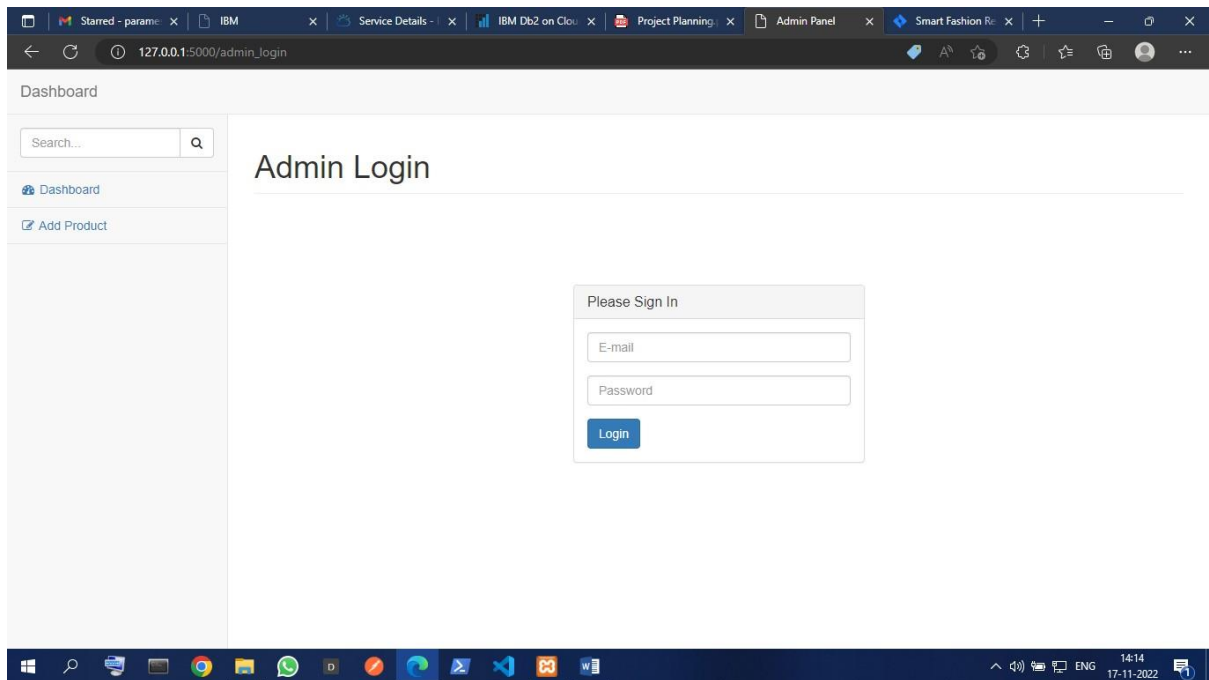 Starred - parame
IBM
Service Details - I
IBM Db2 on Clou
Project Planning.
Admin Panel
Smart Fashion Re
127.0.0.1:5000/admin_login
Dashboard
Search...
Dashboard
Add Product
Admin Login
Please Sign In
E-mail
Password
Login
ENG
14:14
17-11-2022